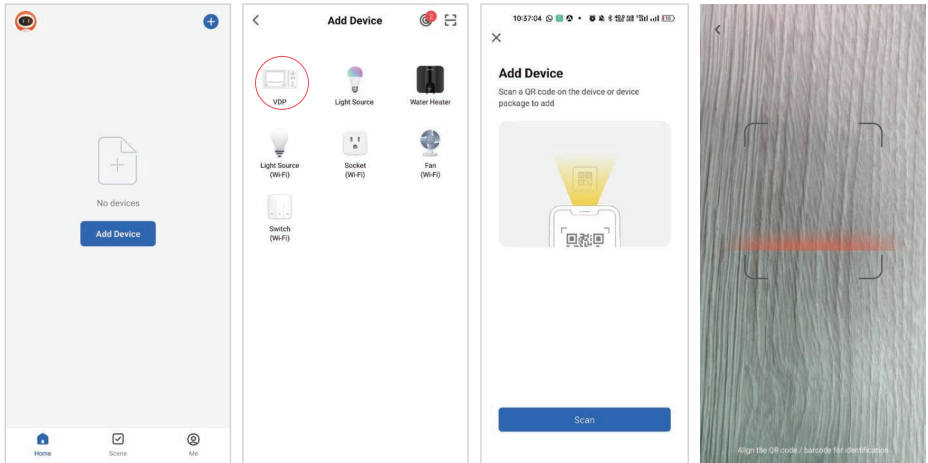 No devices
Add Device
Home
Scene
Me
Add Device
2
VDP
Light Source
Water Heater
Light Source
(Wi-Fi)
Socket
(Wi-Fi)
Fan
(Wi-Fi)
Switch
(Wi-Fi)
10:37:04
Add Device
Scan a QR code on the deivce or device
package to add
Scan
Align the QR code / barcode for identification